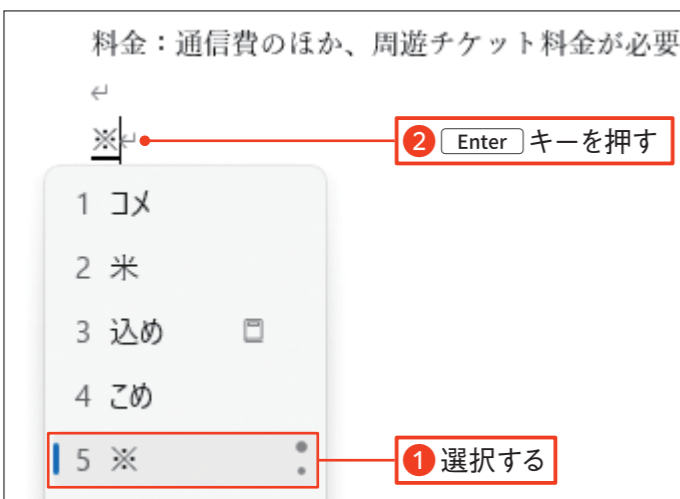 料金：通信費のほか、周遊チケット料金が必要
↵
※↵
❷ Enter キーを押す
1 コメ
2 米
3 込め
4 こめ
5 ※
❶ 選択する